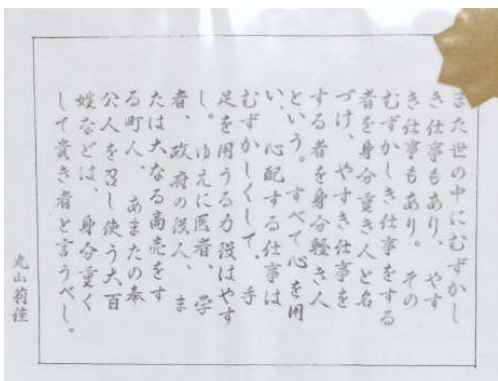 また世の中にむずかし
き仕事もあり、やす
き仕事もあり。その
むずかしき仕事をする
者を身分重き人と名
づけ、やすき仕事を
する者を身分軽き人
という。すべて心を用
い、心配する仕事は
むずかしくして、手
足を用うる力役はやす
し。ゆえに医者、学
者、政府の役人、ま
たは大なる商売をす
る町人、あまたの奉
公人を召し使う大百
姓などは、身分重く
して貴き者と言うべし。
丸山